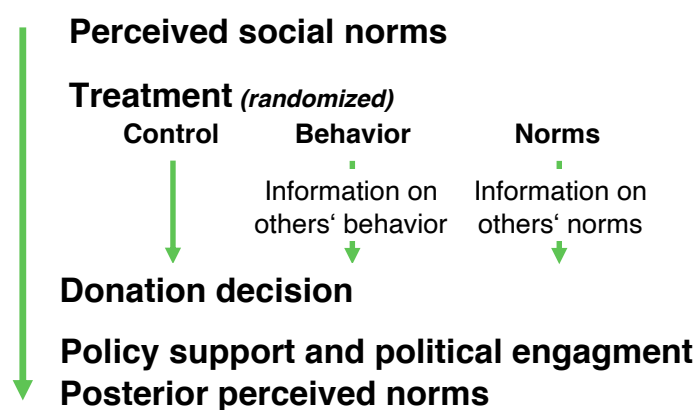 Perceived social norms
Treatment (randomized)
Control Behavior Norms
Information on Information on
others‘ behavior others‘ norms
Donation decision
Policy support and political engagment
Posterior perceived norms